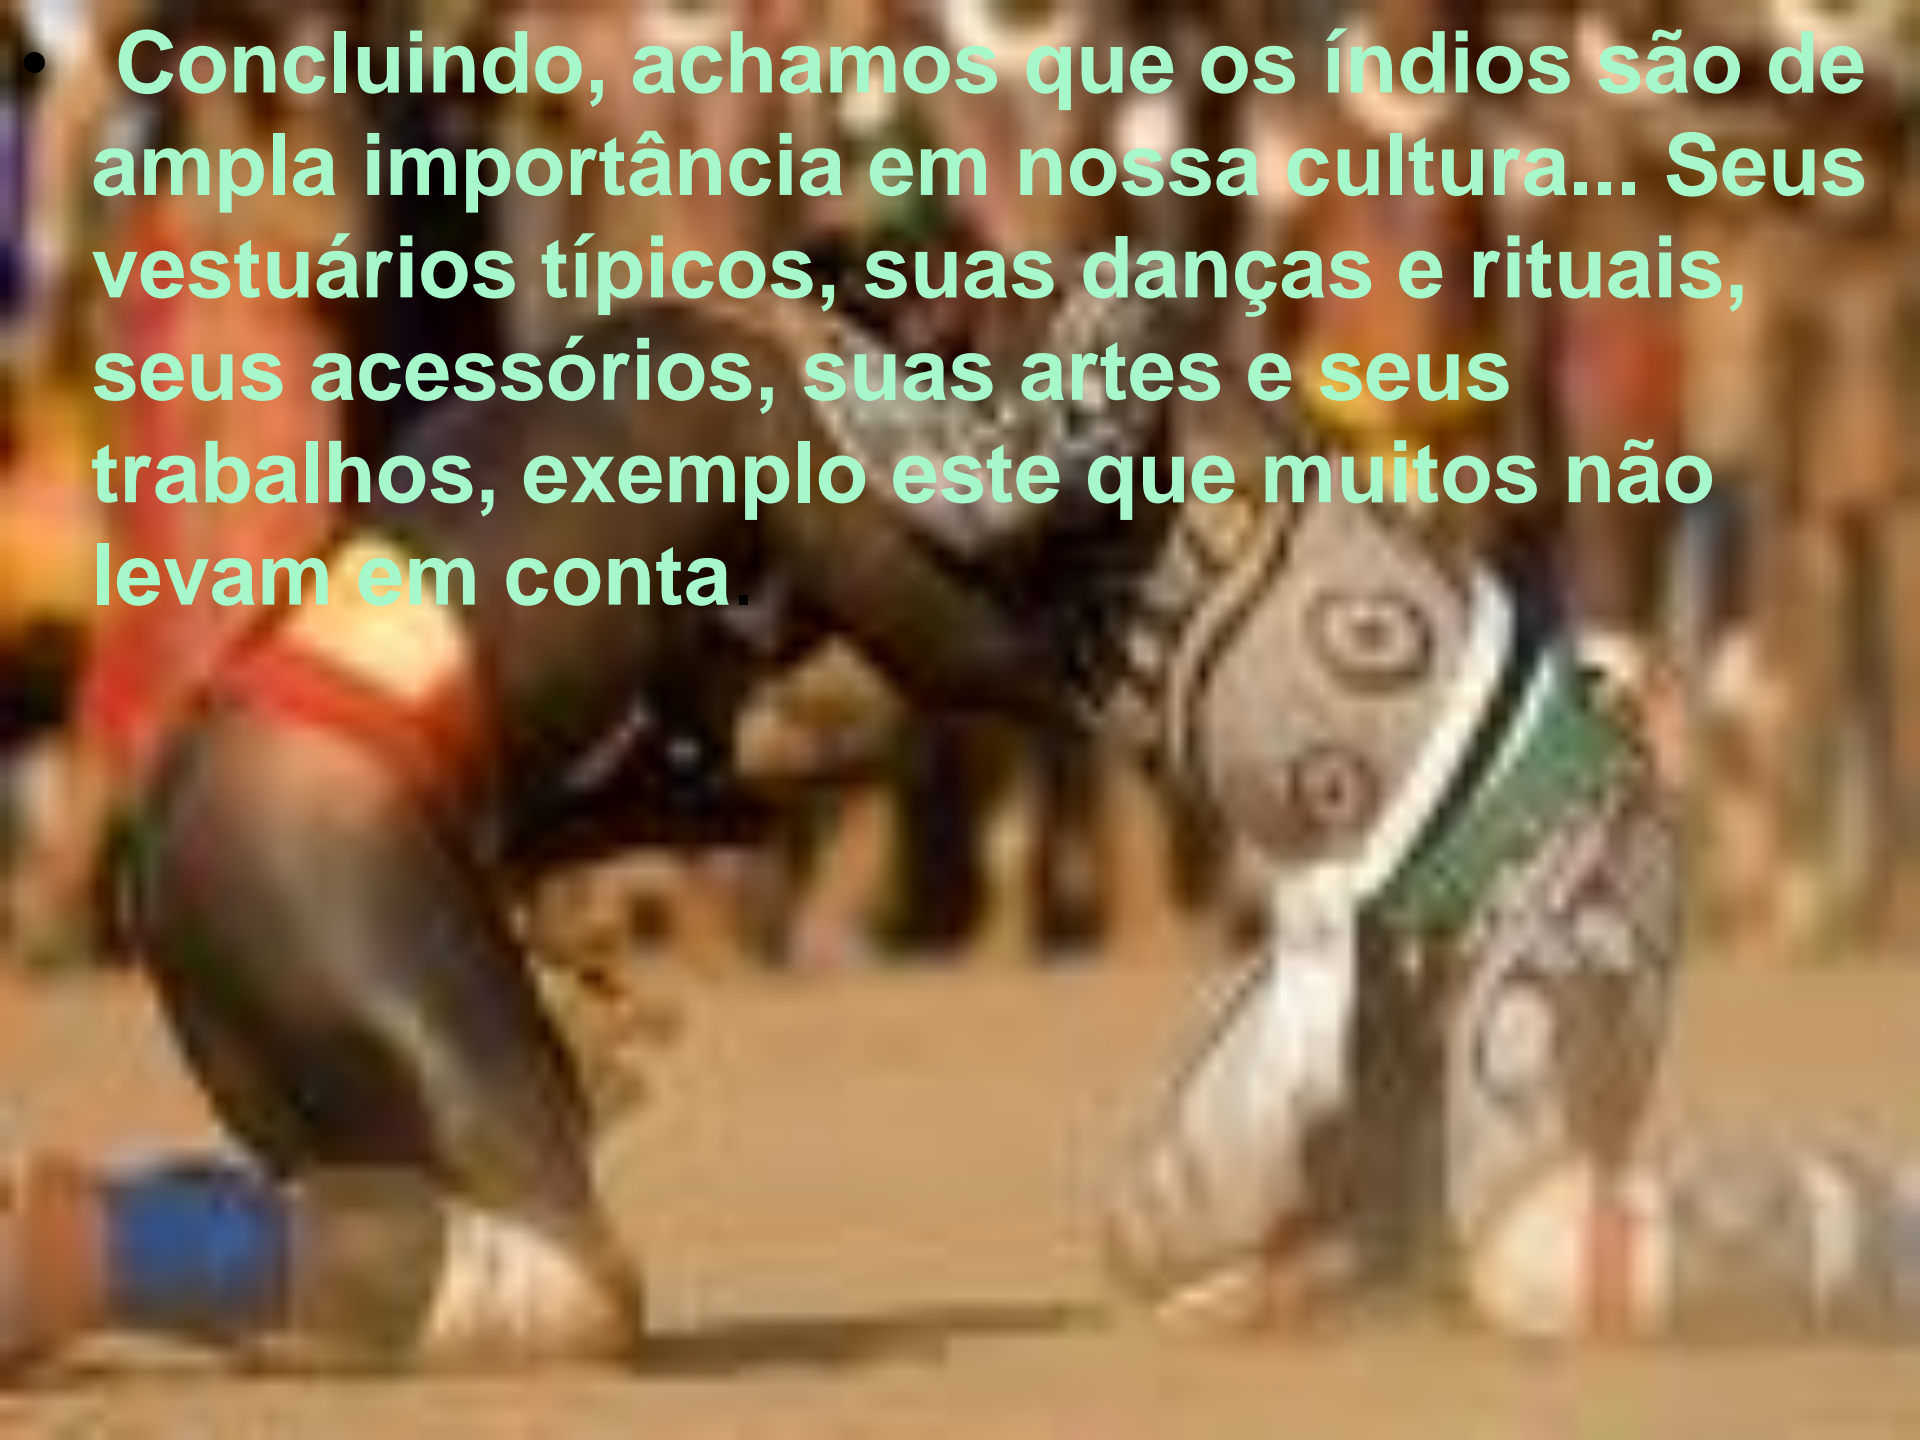 • Concluindo, achamos que os índios são de
ampla importância em nossa cultura... Seus
vestuários típicos, suas danças e rituais,
seus acessórios, suas artes e seus
trabalhos, exemplo este que muitos não
levam em conta.